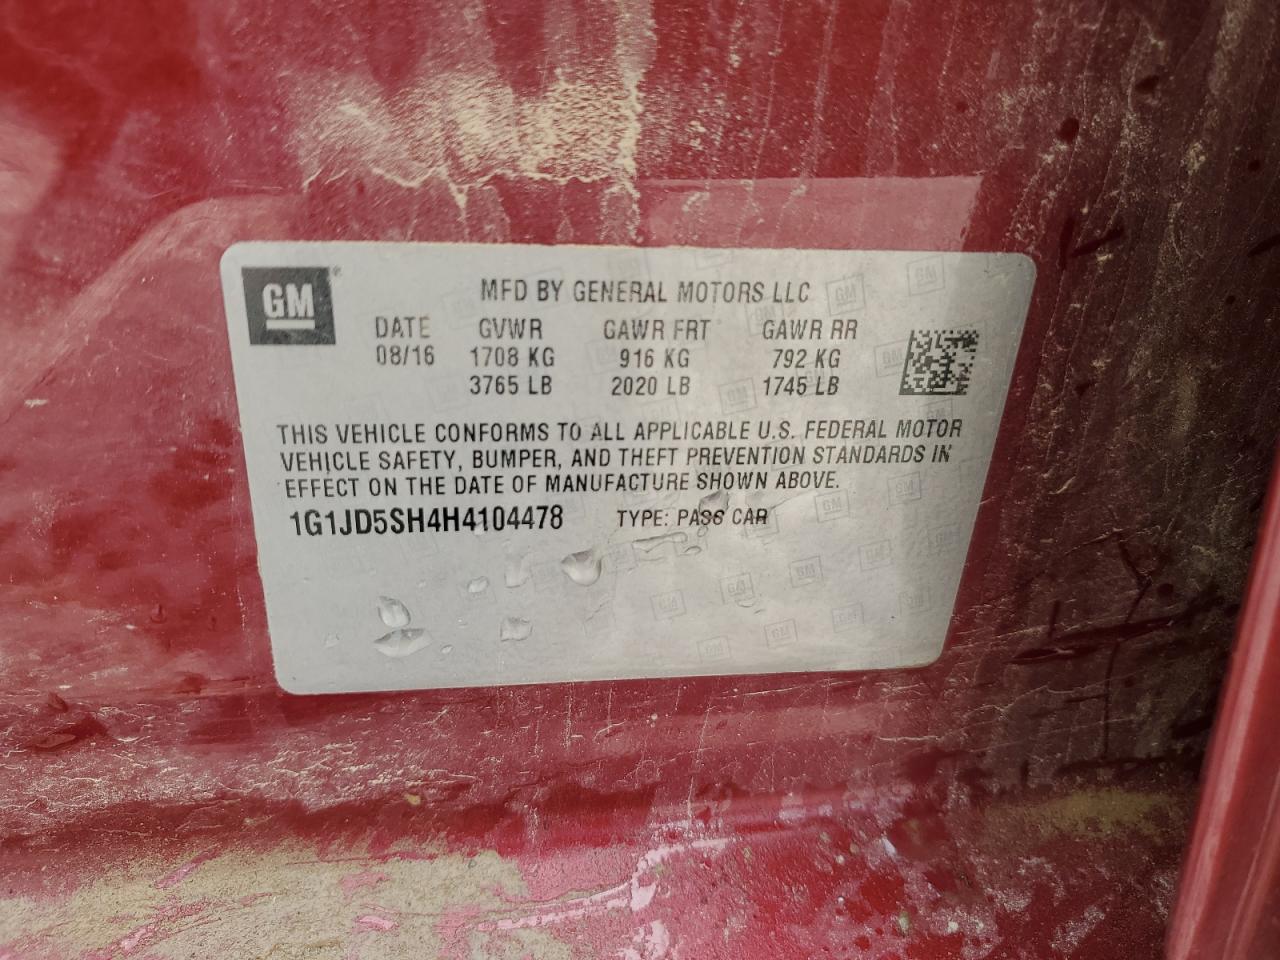 GM®
MFD BY GENERAL MOTORS LLC
DATE GVWR GAWR FRT GAWR RR
08/16 1708 KG 916 KG 792 KG
3765 LB 2020 LB 1745 LB
THIS VEHICLE CONFORMS TO ALL APPLICABLE U.S. FEDERAL MOTOR
VEHICLE SAFETY, BUMPER, AND THEFT PREVENTION STANDARDS IN
EFFECT ON THE DATE OF MANUFACTURE SHOWN ABOVE.
1G1JD5SH4H4104478 TYPE: PASS CAR